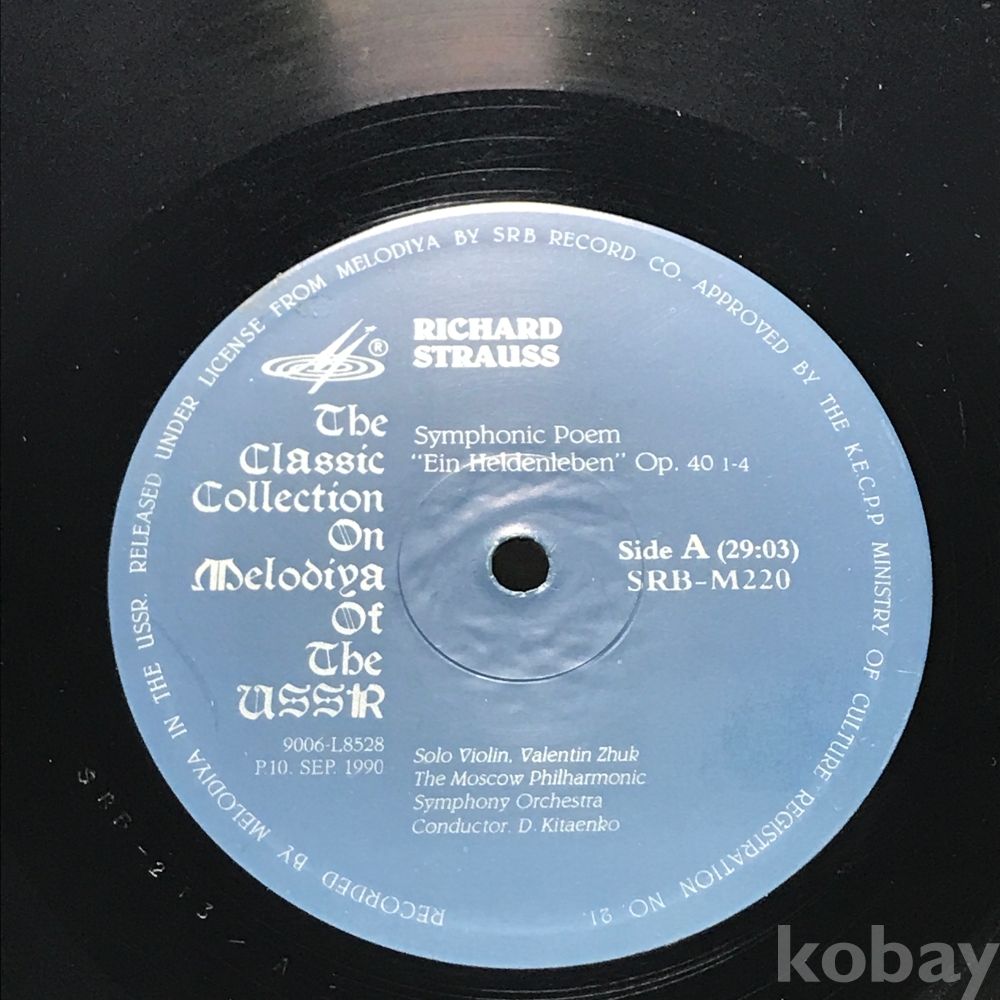 RECORDED BY MELODIYA IN THE USSR. RELEASED UNDER LICENSE FROM MELODIYA BY SRB RECORD CO. APPROVED BY THE K.E.C.P.P MINISTRY OF CULTURE REGISTRATION NO. 21.
®
RICHARD
STRAUSS
The
Classic
Collection
On
Melodiya
Of
The
USSR
Symphonic Poem
"Ein Heldenleben" Op. 40 1-4
Side A (29:03)
SRB-M220
9006-L8528
P.10. SEP. 1990
Solo Violin, Valentin Zhuk
The Moscow Philharmonic
Symphony Orchestra
Conductor. D. Kitaenko
kobay